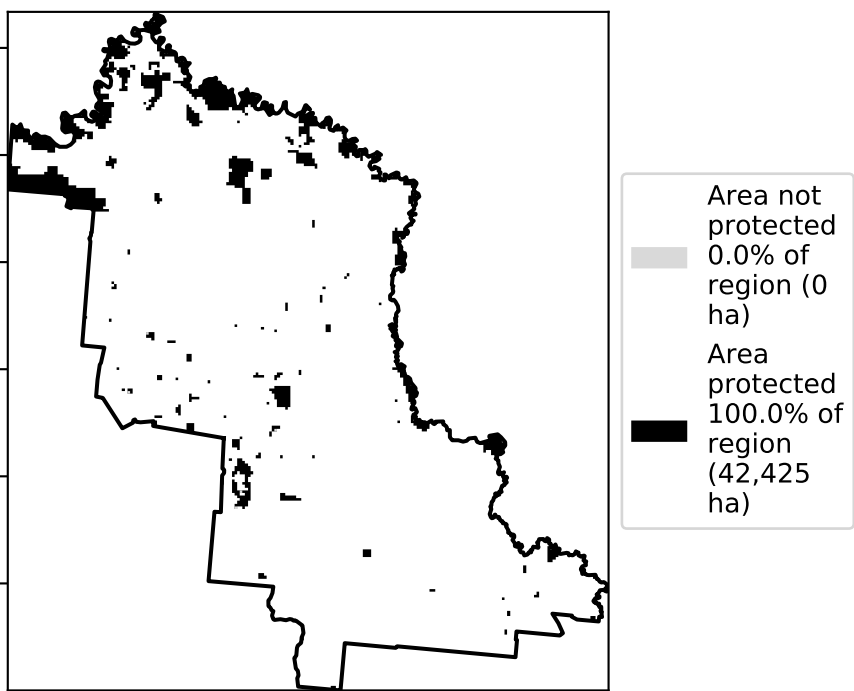 Area not
protected
0.0% of
region (0
ha)
Area
protected
100.0% of
region
(42,425
ha)